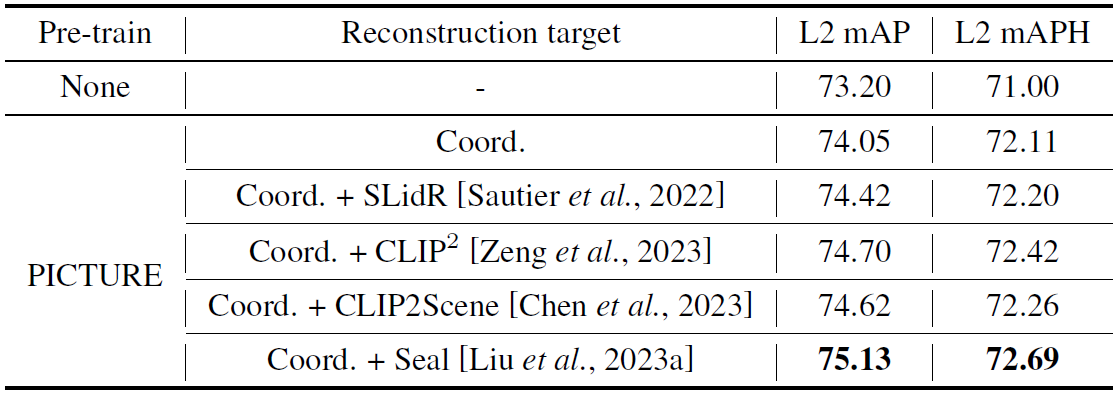 Pre-train Reconstruction target L2 mAP L2 mAPH
None - 73.20 71.00
Coord. 74.05 72.11
Coord. + SLidR [Sautier et al., 2022] 74.42 72.20
Coord. + CLIP² [Zeng et al., 2023] 74.70 72.42
PICTURE
Coord. + CLIP2Scene [Chen et al., 2023] 74.62 72.26
Coord. + Seal [Liu et al., 2023a] 75.13 72.69